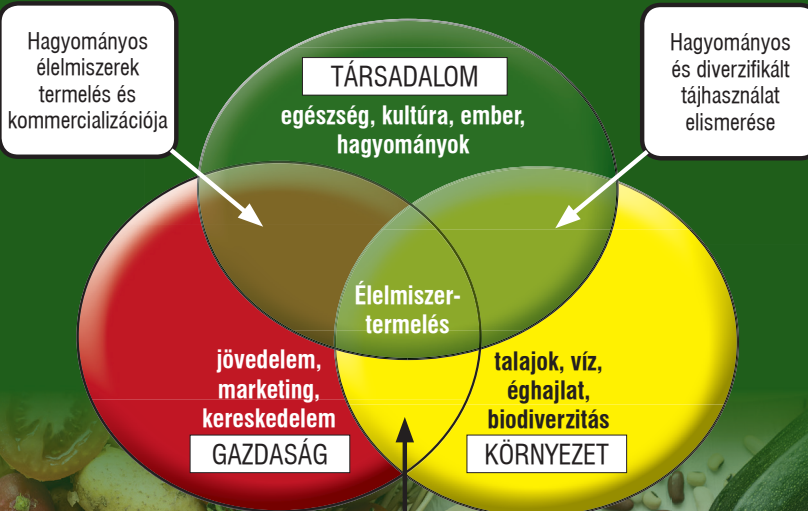 Hagyományos
élelmiszerek
termelés és
kommercializációja
Hagyományos
és diverzifikált
tájhasználat
elismerése
TÁRSADALOM
egészség, kultúra, ember,
hagyományok
Élelmiszer-
termelés
jövedelem,
marketing,
kereskedelem
GAZDASÁG
talajok, víz,
éghajlat,
biodiverzitás
KÖRNYEZET